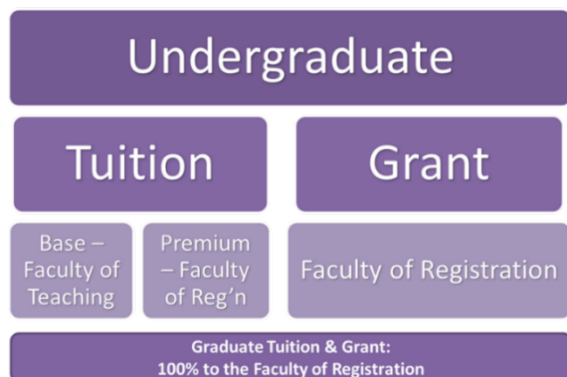 Undergraduate
Tuition
Grant
Base –
Faculty of
Teaching
Premium
– Faculty
of Reg'n
Faculty of Registration
Graduate Tuition & Grant:
100% to the Faculty of Registration